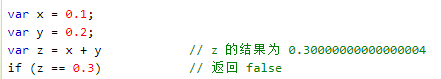 var x = 0.1;
var y = 0.2;
var z = x + y // z 的结果为 0.30000000000000004
if (z == 0.3) // 返回 false